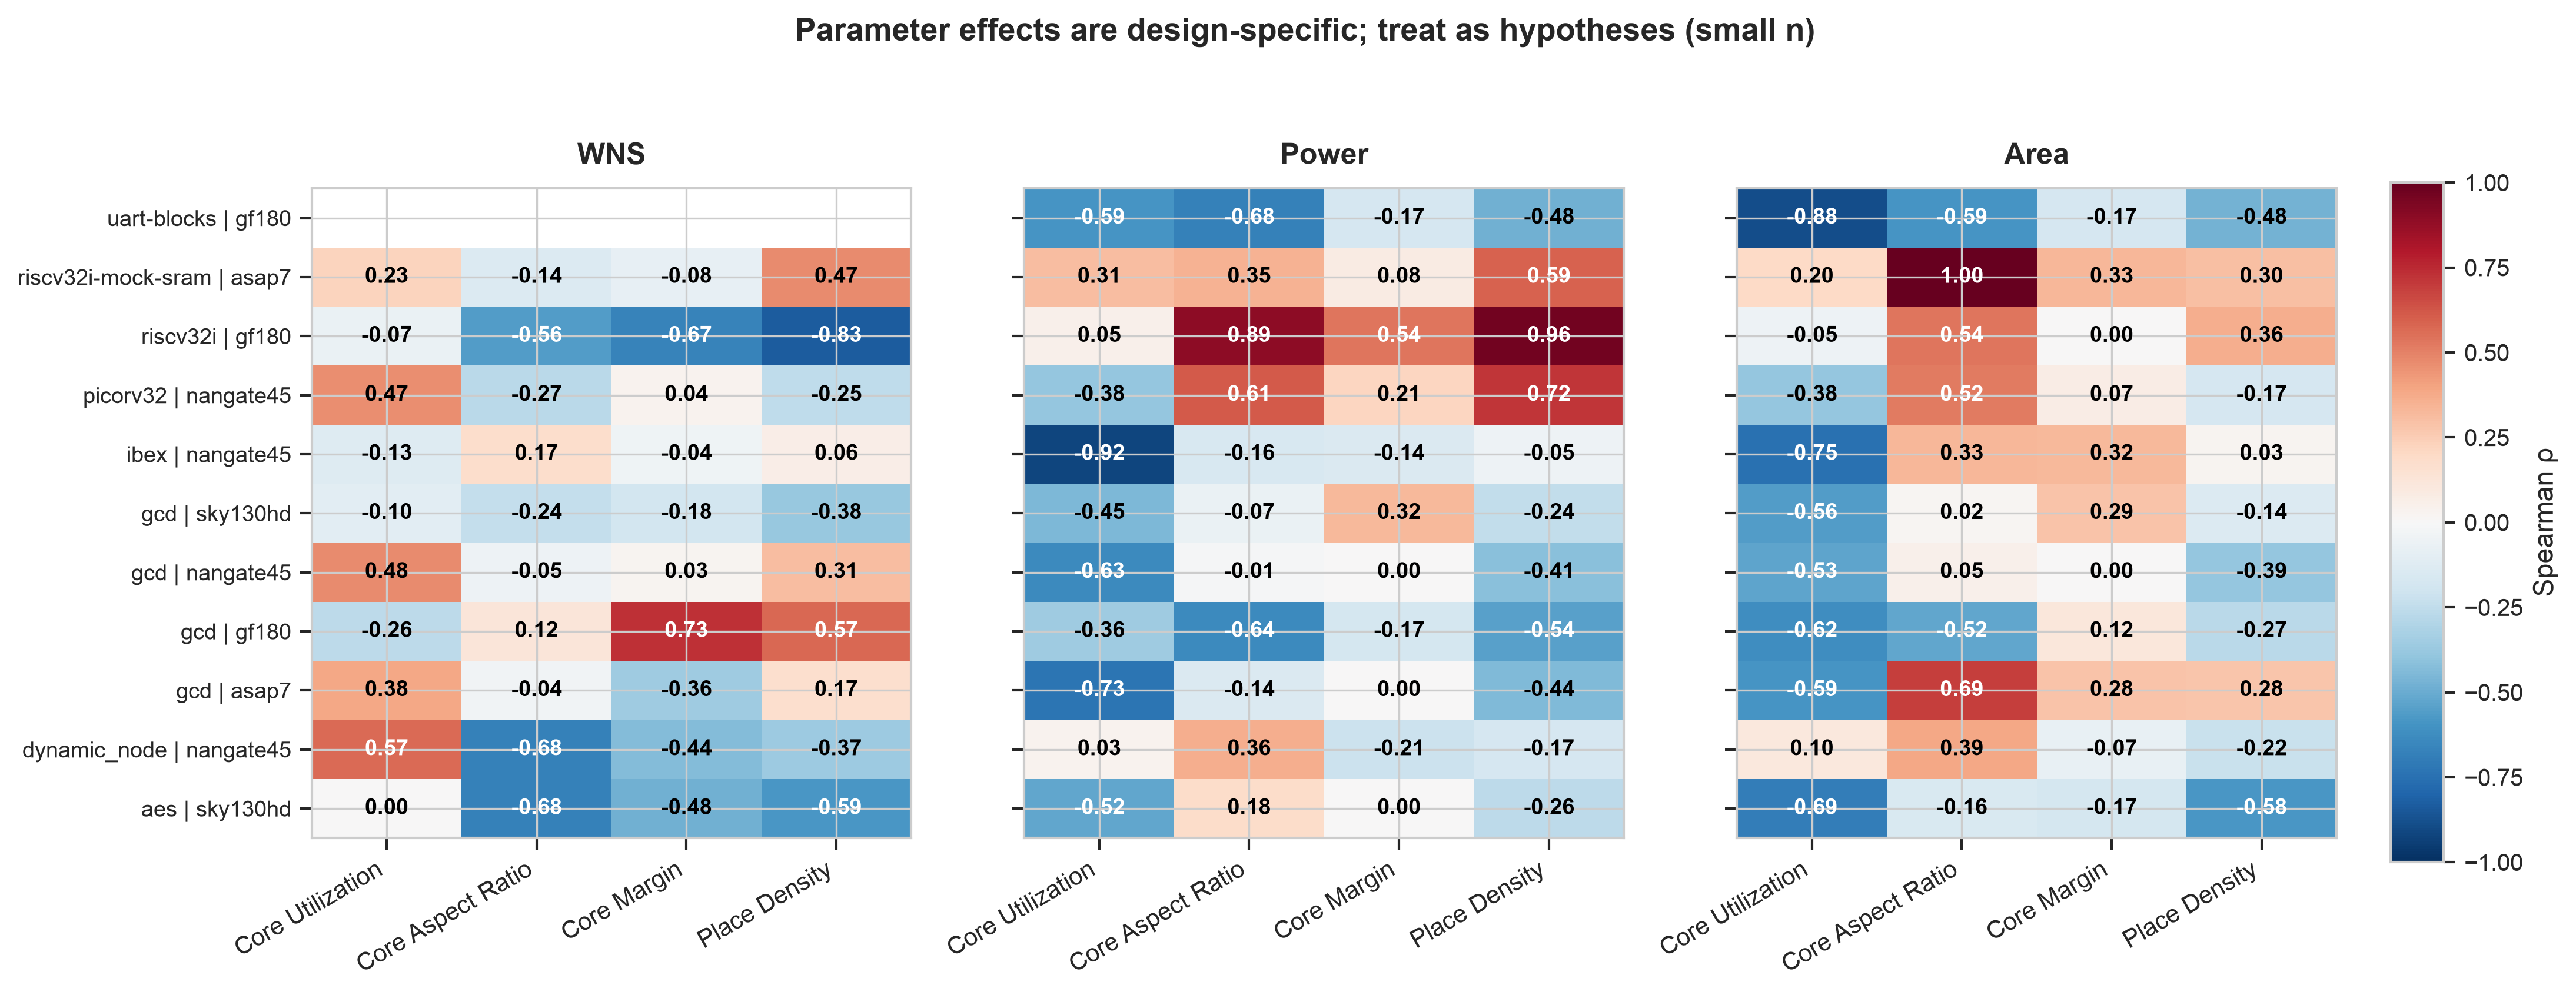 Parameter effects are design-specific; treat as hypotheses (small n)
WNS
Power
Area
uart-blocks | gf180
-0.59 -0.68 -0.17 -0.48
-0.88 -0.59 -0.17 -0.48
riscv32i-mock-sram | asap7
0.23 -0.14 -0.08 0.47
0.31 0.35 0.08 0.59
0.20 1.00 0.33 0.30
riscv32i | gf180
-0.07 -0.56 -0.67 -0.83
0.05 0.89 0.54 0.96
-0.05 0.54 0.00 0.36
picorv32 | nangate45
0.47 -0.27 0.04 -0.25
-0.38 0.61 0.21 0.72
-0.38 0.52 0.07 -0.17
ibex | nangate45
-0.13 0.17 -0.04 0.06
-0.92 -0.16 -0.14 -0.05
-0.75 0.33 0.32 0.03
gcd | sky130hd
-0.10 -0.24 -0.18 -0.38
-0.45 -0.07 0.32 -0.24
-0.56 0.02 0.29 -0.14
gcd | nangate45
0.48 -0.05 0.03 0.31
-0.63 -0.01 0.00 -0.41
-0.53 0.05 0.00 -0.39
gcd | gf180
-0.26 0.12 0.73 0.57
-0.36 -0.64 -0.17 -0.54
-0.62 -0.52 0.12 -0.27
gcd | asap7
0.38 -0.04 -0.36 0.17
-0.73 -0.14 0.00 -0.44
-0.59 0.69 0.28 0.28
dynamic_node | nangate45
0.57 -0.68 -0.44 -0.37
0.03 0.36 -0.21 -0.17
0.10 0.39 -0.07 -0.22
aes | sky130hd
0.00 -0.68 -0.48 -0.59
-0.52 0.18 0.00 -0.26
-0.69 -0.16 -0.17 -0.58
Core Utilization
Core Aspect Ratio
Core Margin
Place Density
Core Utilization
Core Aspect Ratio
Core Margin
Place Density
Core Utilization
Core Aspect Ratio
Core Margin
Place Density
1.00
0.75
0.50
0.25
0.00
−0.25
−0.50
−0.75
−1.00
Spearman ρ